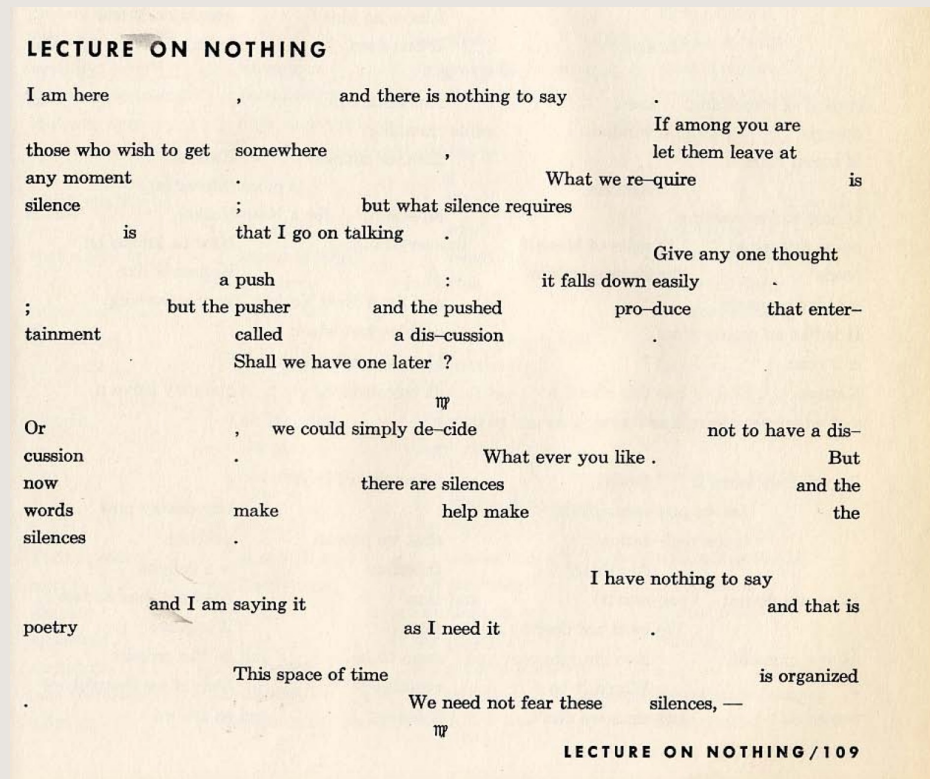 LECTURE ON NOTHING
I am here , and there is nothing to say .
If among you are
those who wish to get somewhere , let them leave at
any moment . What we re–quire is
silence ; but what silence requires
is that I go on talking .
Give any one thought
a push : it falls down easily .
; but the pusher and the pushed pro–duce that enter–
tainment called a dis–cussion .
Shall we have one later ?
Or , we could simply de–cide not to have a dis–
cussion . What ever you like . But
now there are silences and the
words make help make the
silences .
I have nothing to say
and I am saying it and that is
poetry as I need it .
This space of time is organized
. We need not fear these silences, —
LECTURE ON NOTHING/109